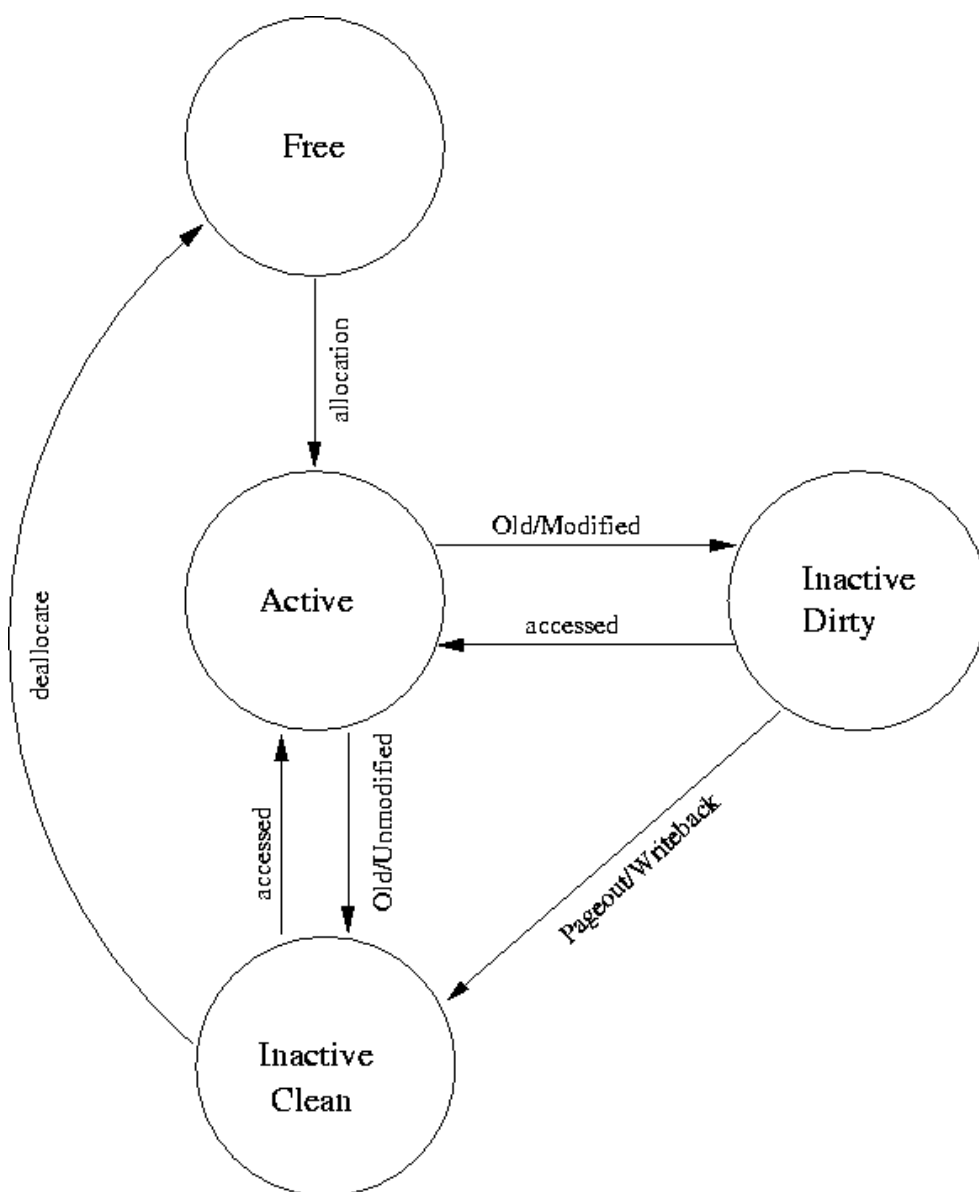 Free
allocation
Old/Modified
Active
Inactive
Dirty
accessed
deallocate
accessed
Old/Unmodified
Pageout/Writeback
Inactive
Clean